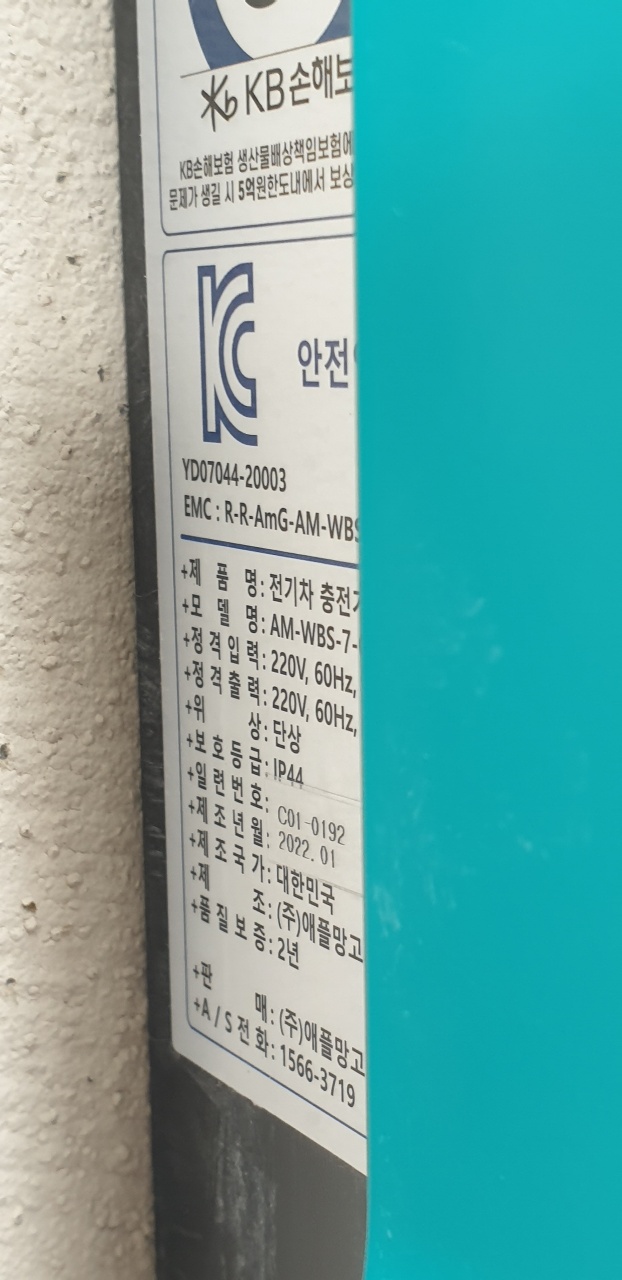 KB손해보
KB손해보험 생산물배상책임보험에
문제가 생길 시 5억원한도내에서 보상
안전
YD07044-20003
EMC : R-R-AmG-AM-WBS
+제 품 명 : 전기차 충전기
+모 델 명 : AM-WBS-7-
+정격입력 : 220V, 60Hz,
+정격출력 : 220V, 60Hz,
+위 상 : 단상
+보호등급 : IP44
+일련번호 : C01-0192
+제조년월 : 2022.01
+제조국가 : 대한민국
+제 조 : (주)애플망고
+품질보증 : 2년
+판 매 : (주)애플망고
+A/S전화 : 1566-3719